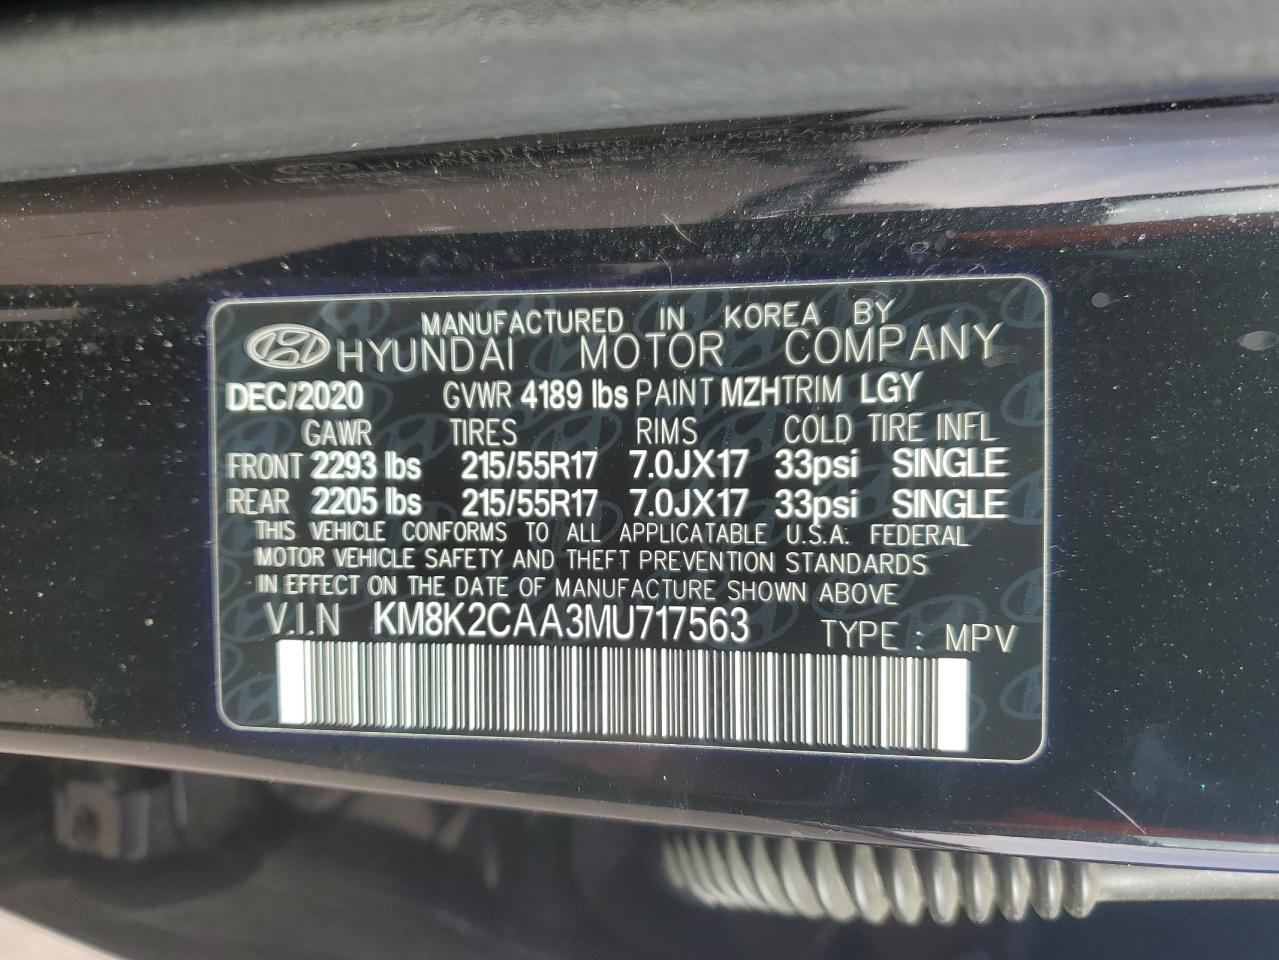 MANUFACTURED IN KOREA BY
HYUNDAI MOTOR COMPANY
DEC/2020 GVWR 4189 lbs PAINT MZH TRIM LGY
GAWR TIRES RIMS COLD TIRE INFL
FRONT 2293 lbs 215/55R17 7.0JX17 33psi SINGLE
REAR 2205 lbs 215/55R17 7.0JX17 33psi SINGLE
THIS VEHICLE CONFORMS TO ALL APPLICATABLE U.S.A. FEDERAL
MOTOR VEHICLE SAFETY AND THEFT PREVENTION STANDARDS
IN EFFECT ON THE DATE OF MANUFACTURE SHOWN ABOVE
V.I.N KM8K2CAA3MU717563 TYPE : MPV